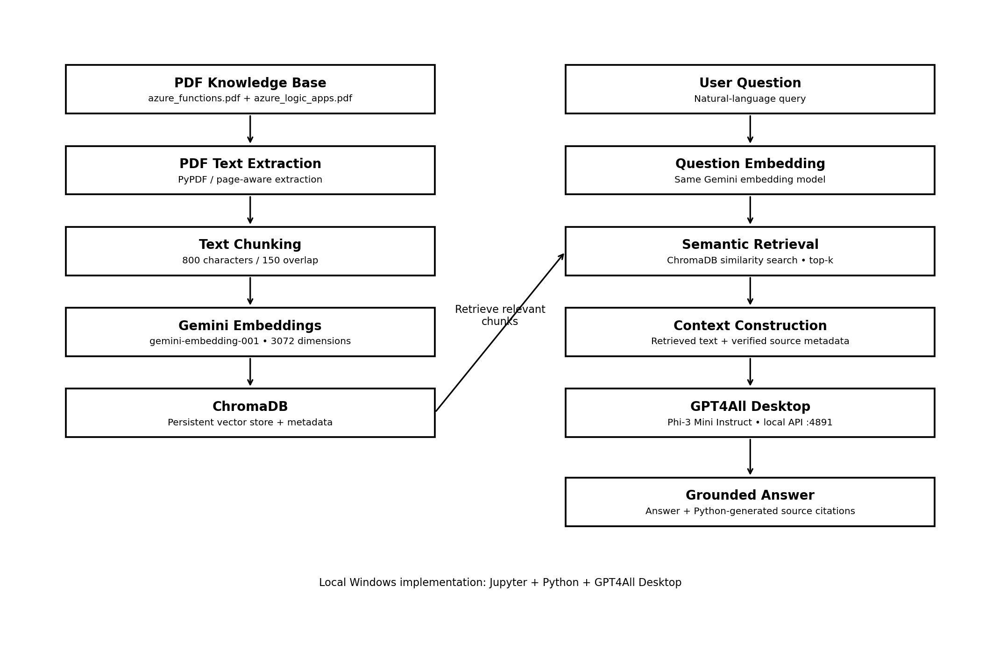 PDF Knowledge Base
azure_functions.pdf + azure_logic_apps.pdf
PDF Text Extraction
PyPDF / page-aware extraction
Text Chunking
800 characters / 150 overlap
Gemini Embeddings
gemini-embedding-001 • 3072 dimensions
ChromaDB
Persistent vector store + metadata
Retrieve relevant
chunks
User Question
Natural-language query
Question Embedding
Same Gemini embedding model
Semantic Retrieval
ChromaDB similarity search • top-k
Context Construction
Retrieved text + verified source metadata
GPT4All Desktop
Phi-3 Mini Instruct • local API :4891
Grounded Answer
Answer + Python-generated source citations
Local Windows implementation: Jupyter + Python + GPT4All Desktop